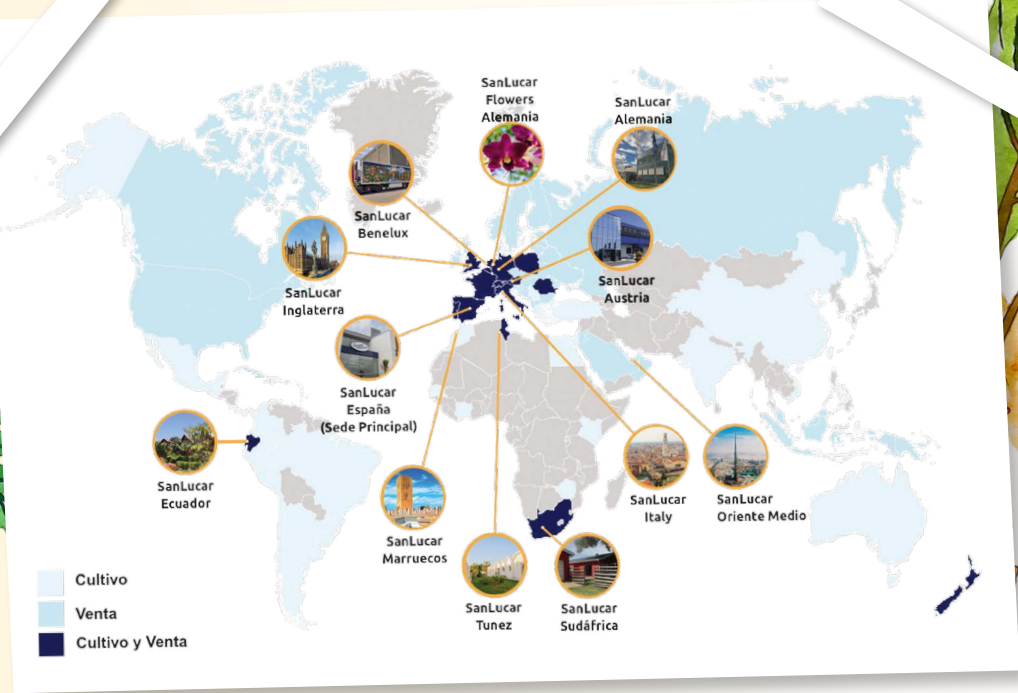 SanLucar
Flowers
Alemania
SanLucar
Alemania
SanLucar
Benelux
SanLucar
Inglaterra
SanLucar
Austria
SanLucar
España
(Sede Principal)
SanLucar
Ecuador
SanLucar
Marruecos
SanLucar
Italy
SanLucar
Oriente Medio
SanLucar
Tunez
SanLucar
Sudáfrica
Cultivo
Venta
Cultivo y Venta